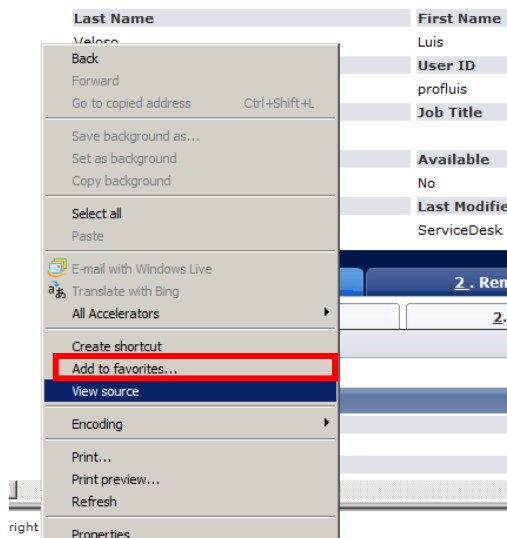 Last Name First Name
Veloso Luis
User ID
profluis
Job Title
Available
No
Last Modifie
ServiceDesk
2 . Ren
2.
Back
Forward
Go to copied address Ctrl+Shift+L
Save background as...
Set as background
Copy background
Select all
Paste
E-mail with Windows Live
Translate with Bing
All Accelerators
Create shortcut
Add to favorites...
View source
Encoding
Print...
Print preview...
Refresh
Properties
right